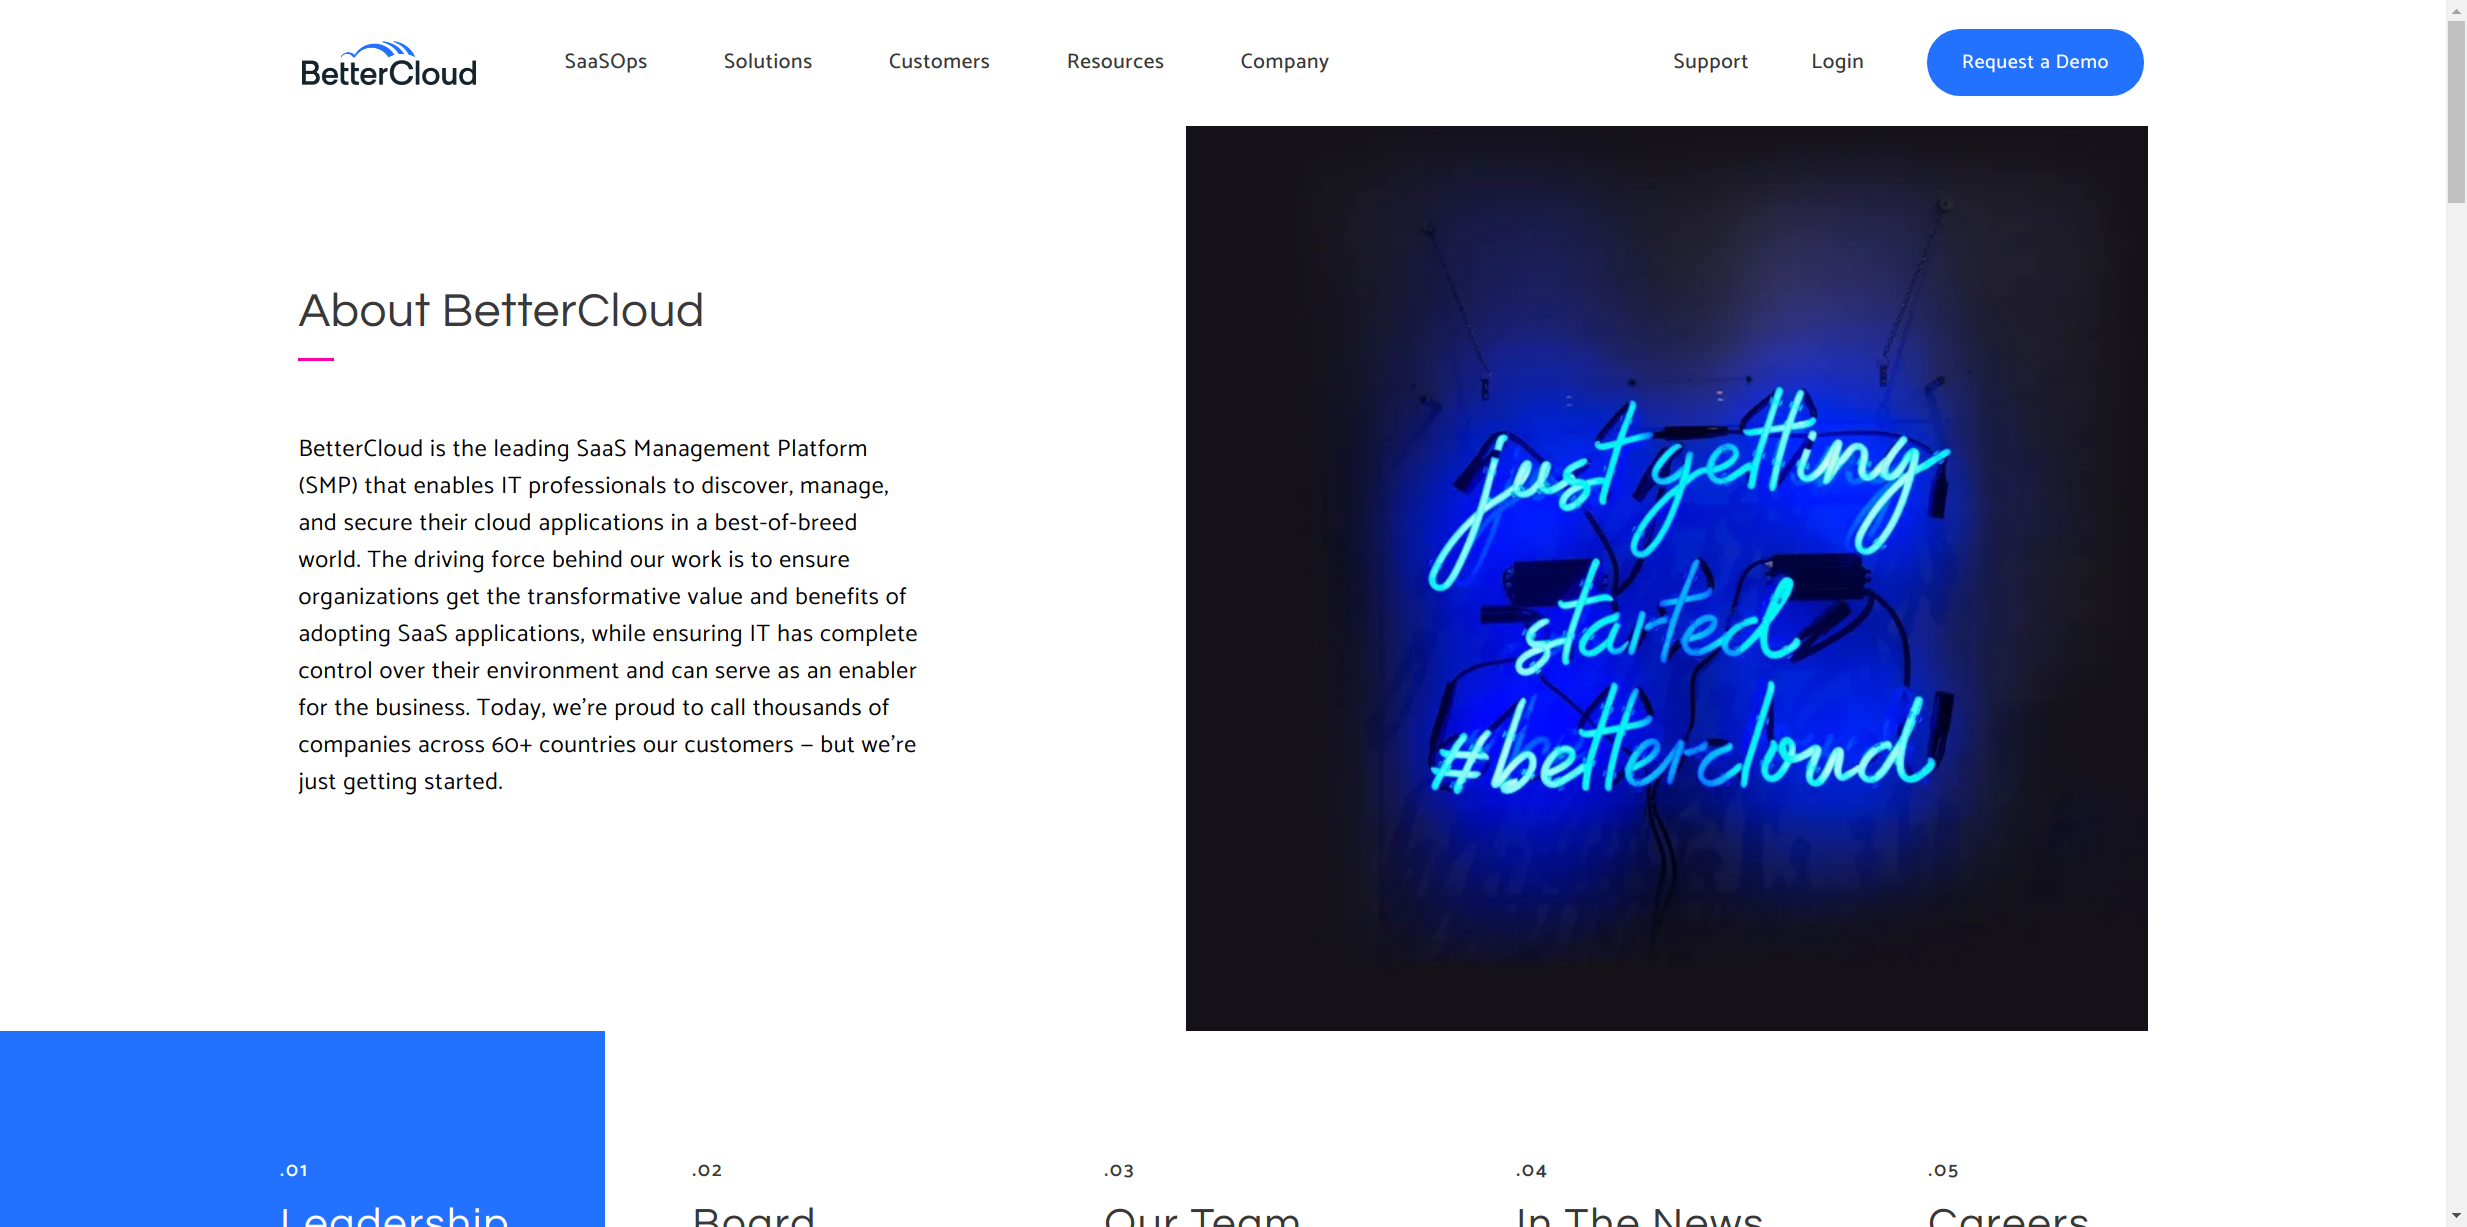 BetterCloud
SaaSOps
Solutions
Customers
Resources
Company
Support
Login
Request a Demo
About BetterCloud
BetterCloud is the leading SaaS Management Platform
(SMP) that enables IT professionals to discover, manage,
and secure their cloud applications in a best-of-breed
world. The driving force behind our work is to ensure
organizations get the transformative value and benefits of
adopting SaaS applications, while ensuring IT has complete
control over their environment and can serve as an enabler
for the business. Today, we’re proud to call thousands of
companies across 60+ countries our customers – but we’re
just getting started.
just getting
started
#bettercloud
.01
Leadership
.02
Board
.03
Our Team
.04
In The News
.05
Careers